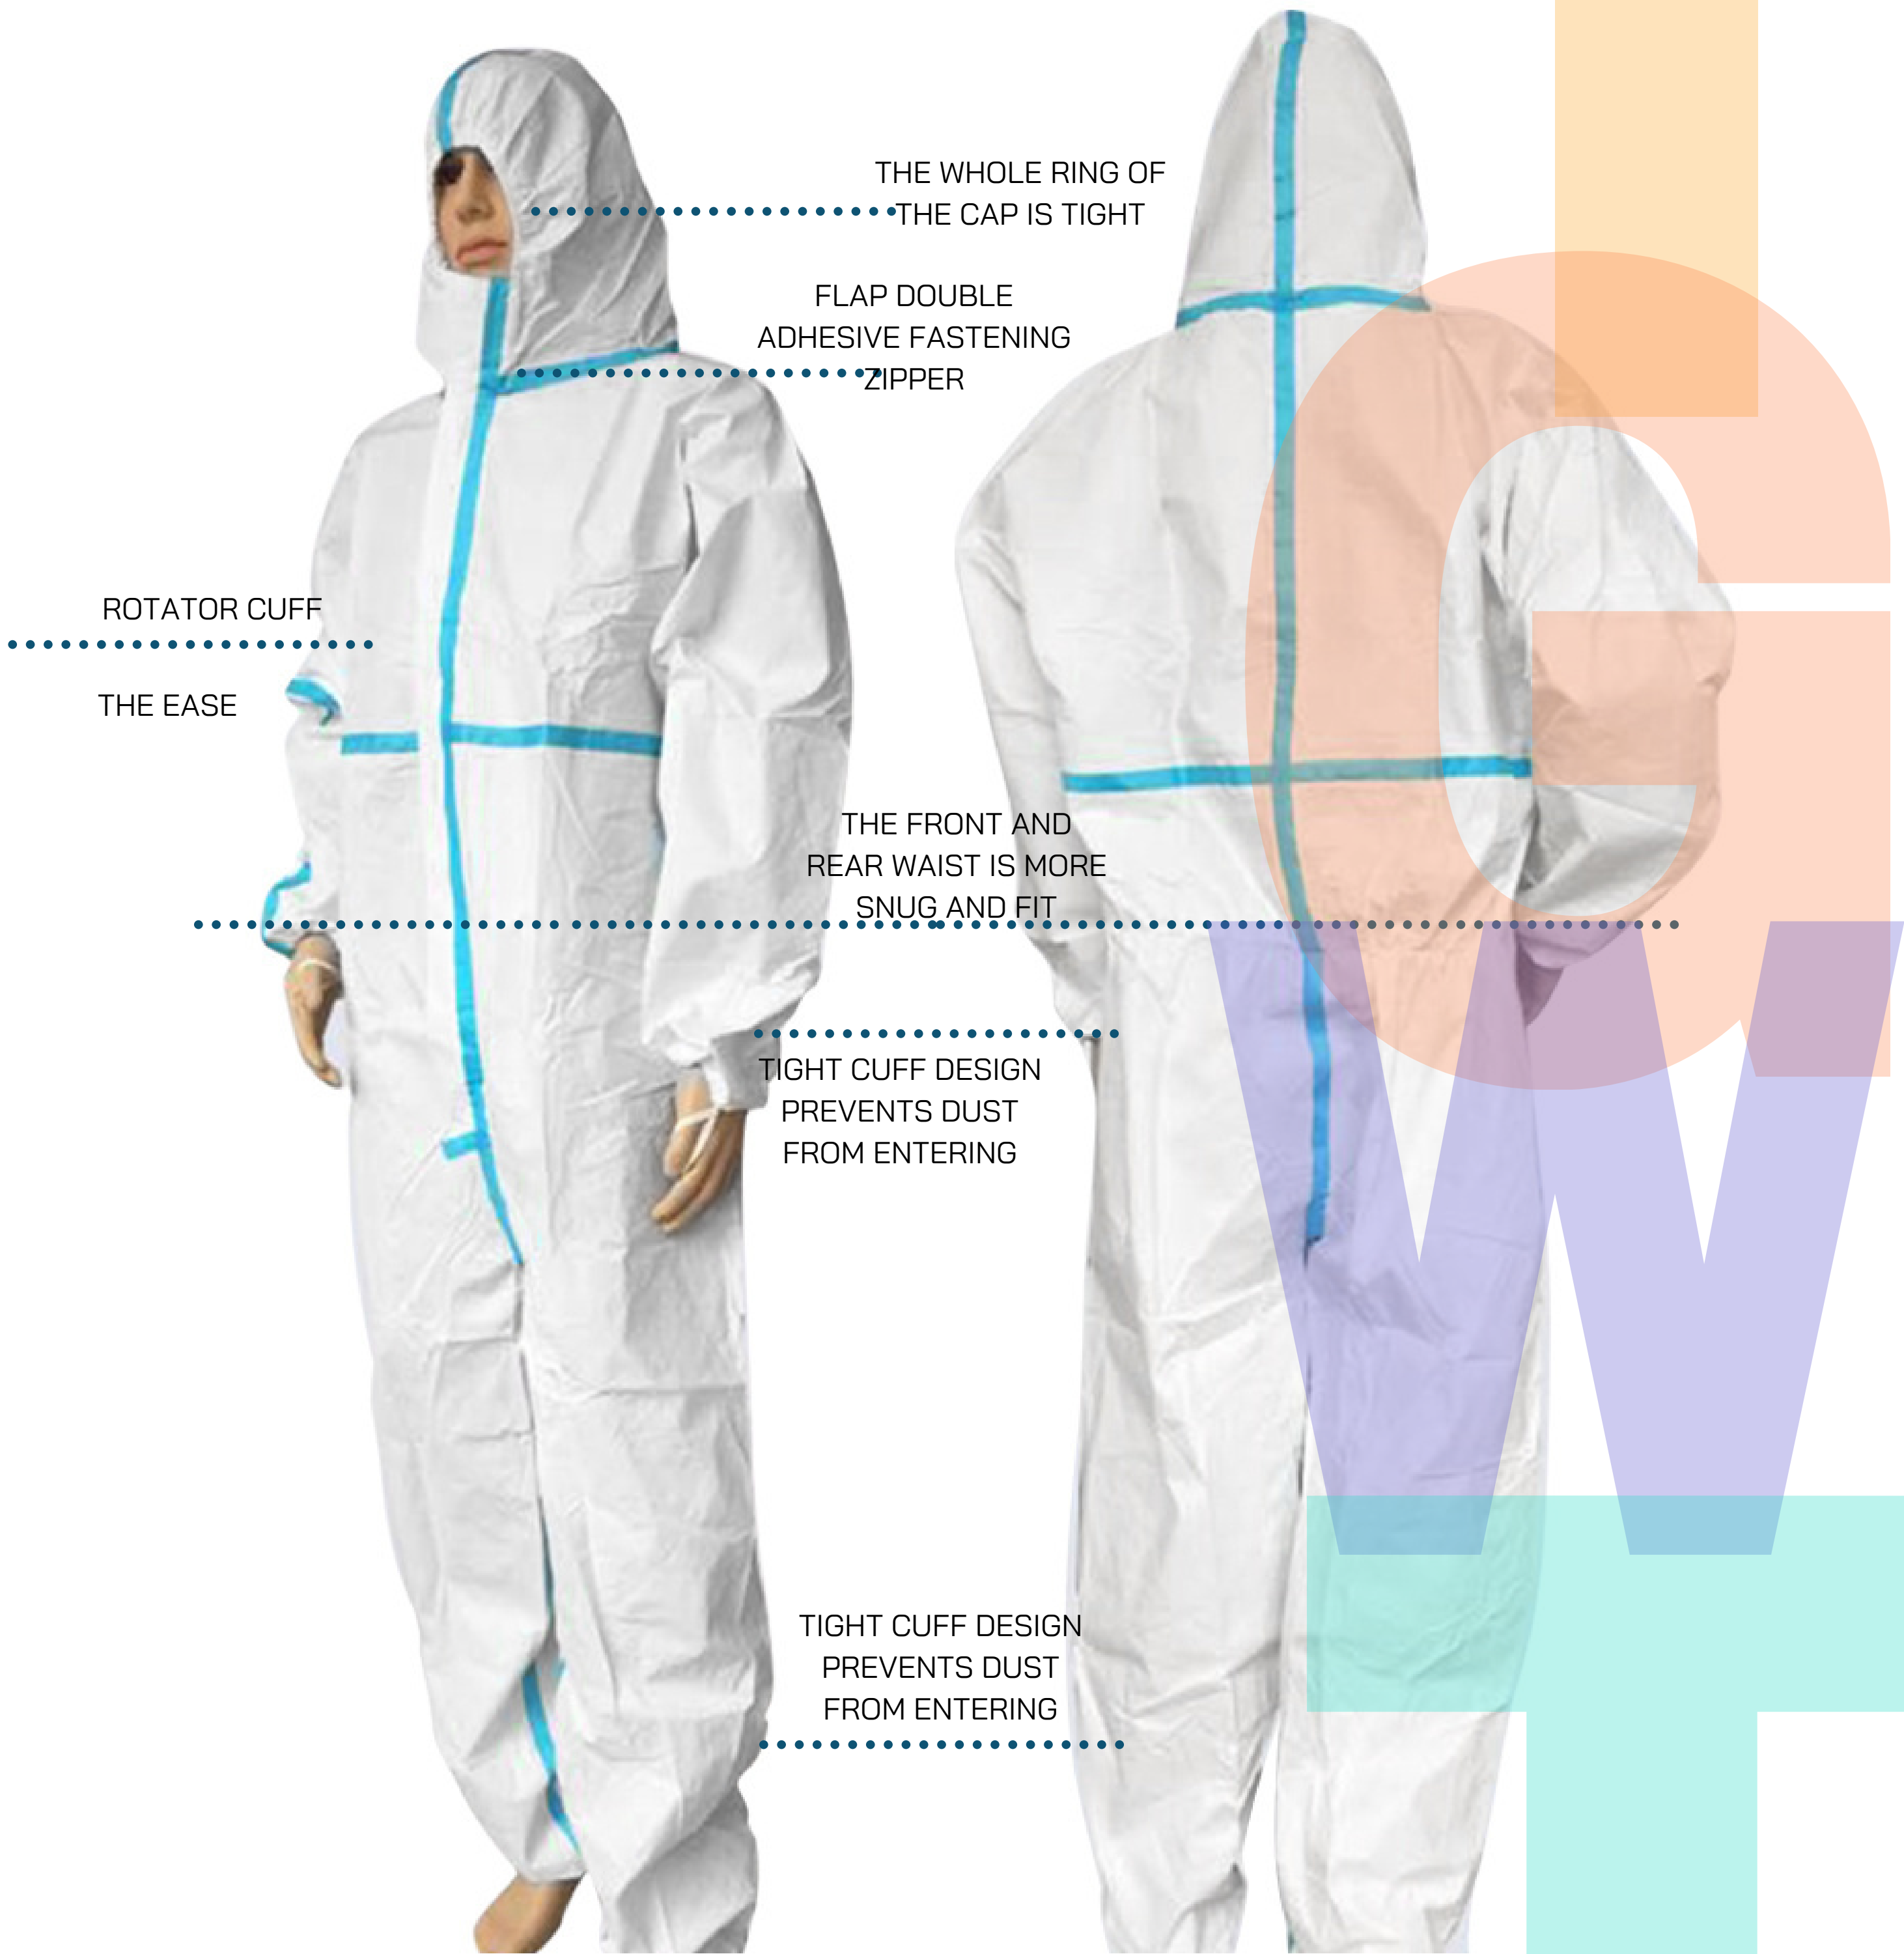 THE WHOLE RING OF
THE CAP IS TIGHT
FLAP DOUBLE
ADHESIVE FASTENING
ZIPPER
ROTATOR CUFF
THE EASE
THE FRONT AND
REAR WAIST IS MORE
SNUG AND FIT
TIGHT CUFF DESIGN
PREVENTS DUST
FROM ENTERING
TIGHT CUFF DESIGN
PREVENTS DUST
FROM ENTERING
I
G
W
T